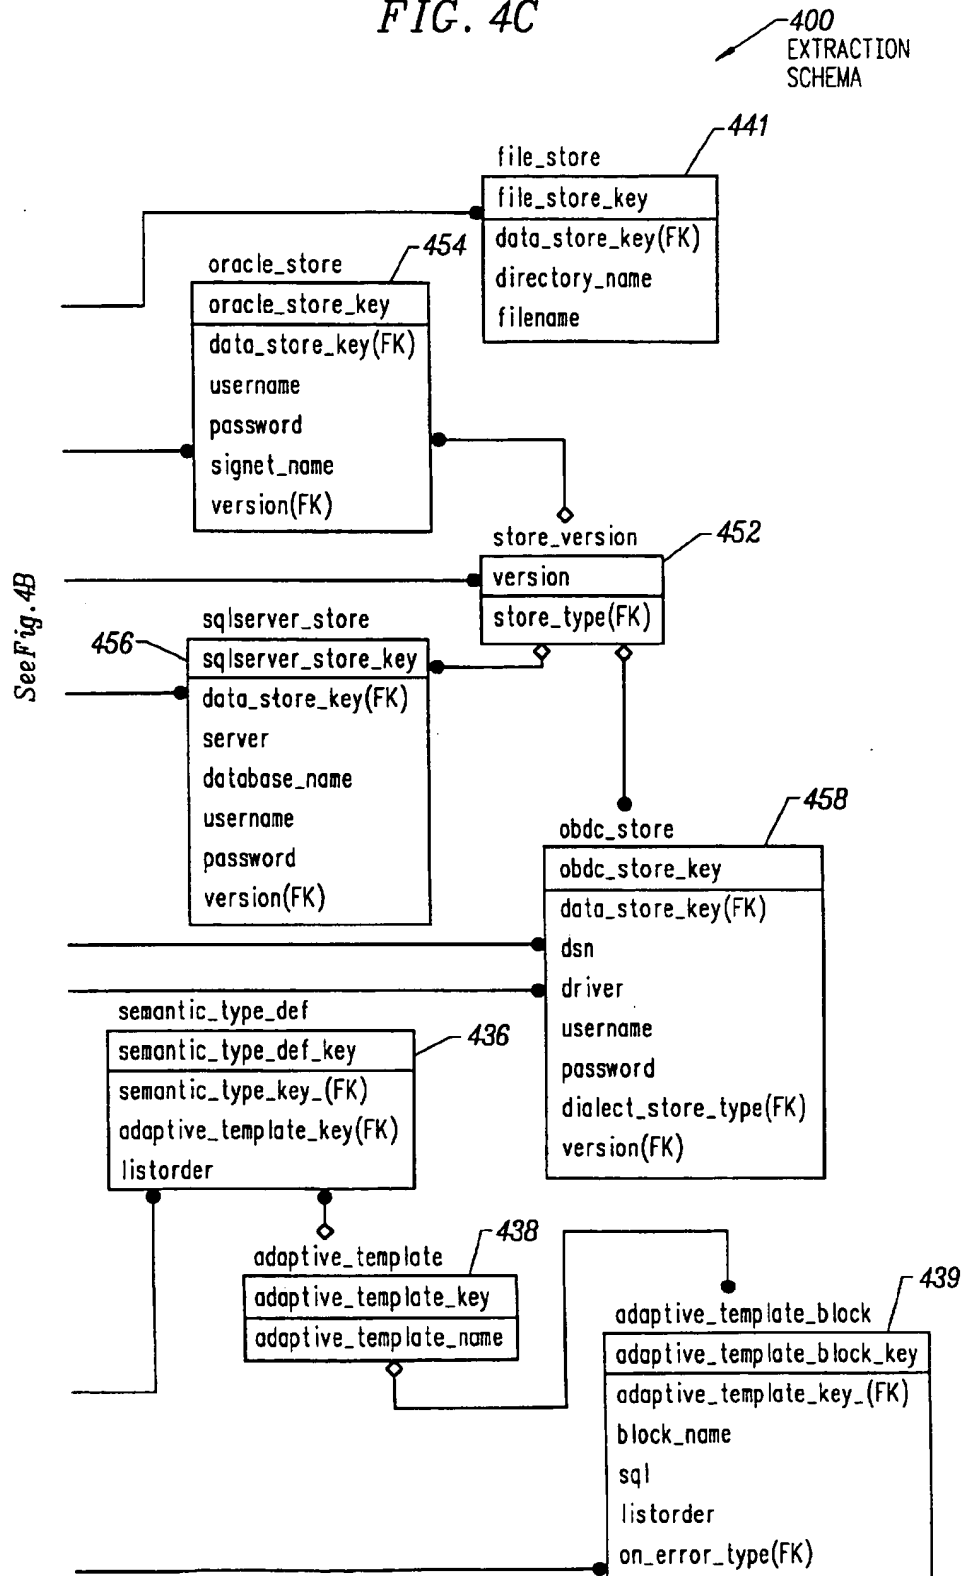 FIG. 4C
400
EXTRACTION
SCHEMA
441
file_store
file_store_key
data_store_key(FK)
directory_name
filename
454
oracle_store
oracle_store_key
data_store_key(FK)
username
password
signet_name
version(FK)
452
store_version
version
store_type(FK)
See Fig. 4B
456
sqlserver_store
sqlserver_store_key
data_store_key(FK)
server
database_name
username
password
version(FK)
458
obdc_store
obdc_store_key
data_store_key(FK)
dsn
driver
username
password
dialect_store_type(FK)
version(FK)
436
semantic_type_def
semantic_type_def_key
semantic_type_key_(FK)
adaptive_template_key(FK)
listorder
438
adaptive_template
adaptive_template_key
adaptive_template_name
439
adaptive_template_block
adaptive_template_block_key
adaptive_template_key_(FK)
block_name
sql
listorder
on_error_type(FK)